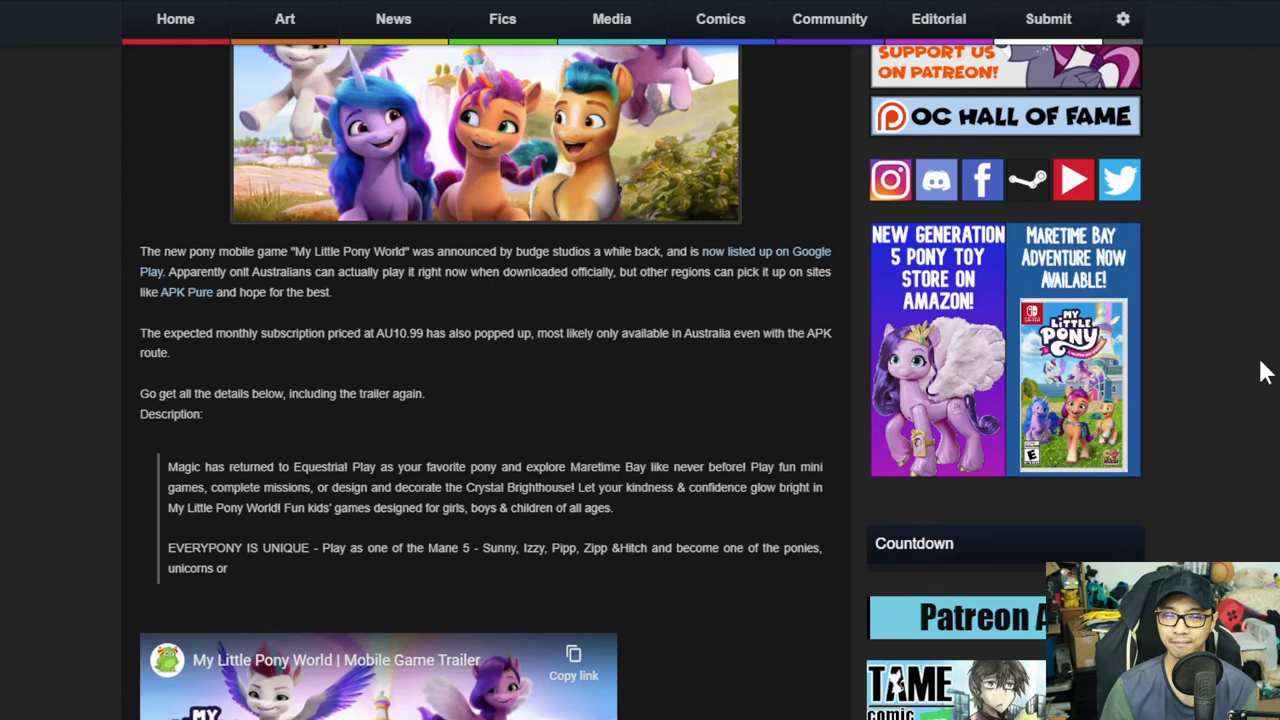 Home Art News Fics Media Comics Community Editorial Submit
SUPPORT US
ON PATREON!
OC HALL OF FAME
The new pony mobile game "My Little Pony World" was announced by budge studios a while back, and is now listed up on Google
Play. Apparently onlt Australians can actually play it right now when downloaded officially, but other regions can pick it up on sites
like APK Pure and hope for the best.
The expected monthly subscription priced at AU10.99 has also popped up, most likely only available in Australia even with the APK
route.
Go get all the details below, including the trailer again.
Description:
Magic has returned to Equestria! Play as your favorite pony and explore Maretime Bay like never before! Play fun mini
games, complete missions, or design and decorate the Crystal Brighthouse! Let your kindness & confidence glow bright in
My Little Pony World! Fun kids' games designed for girls, boys & children of all ages.
EVERYPONY IS UNIQUE - Play as one of the Mane 5 - Sunny, Izzy, Pipp, Zipp &Hitch and become one of the ponies,
unicorns or
My Little Pony World | Mobile Game Trailer
Copy link
MY
NEW GENERATION
5 PONY TOY
STORE ON
AMAZON!
MARETIME BAY
ADVENTURE NOW
AVAILABLE!
MY LITTLE
PONY
E
Countdown
Patreon A
TAME
comic